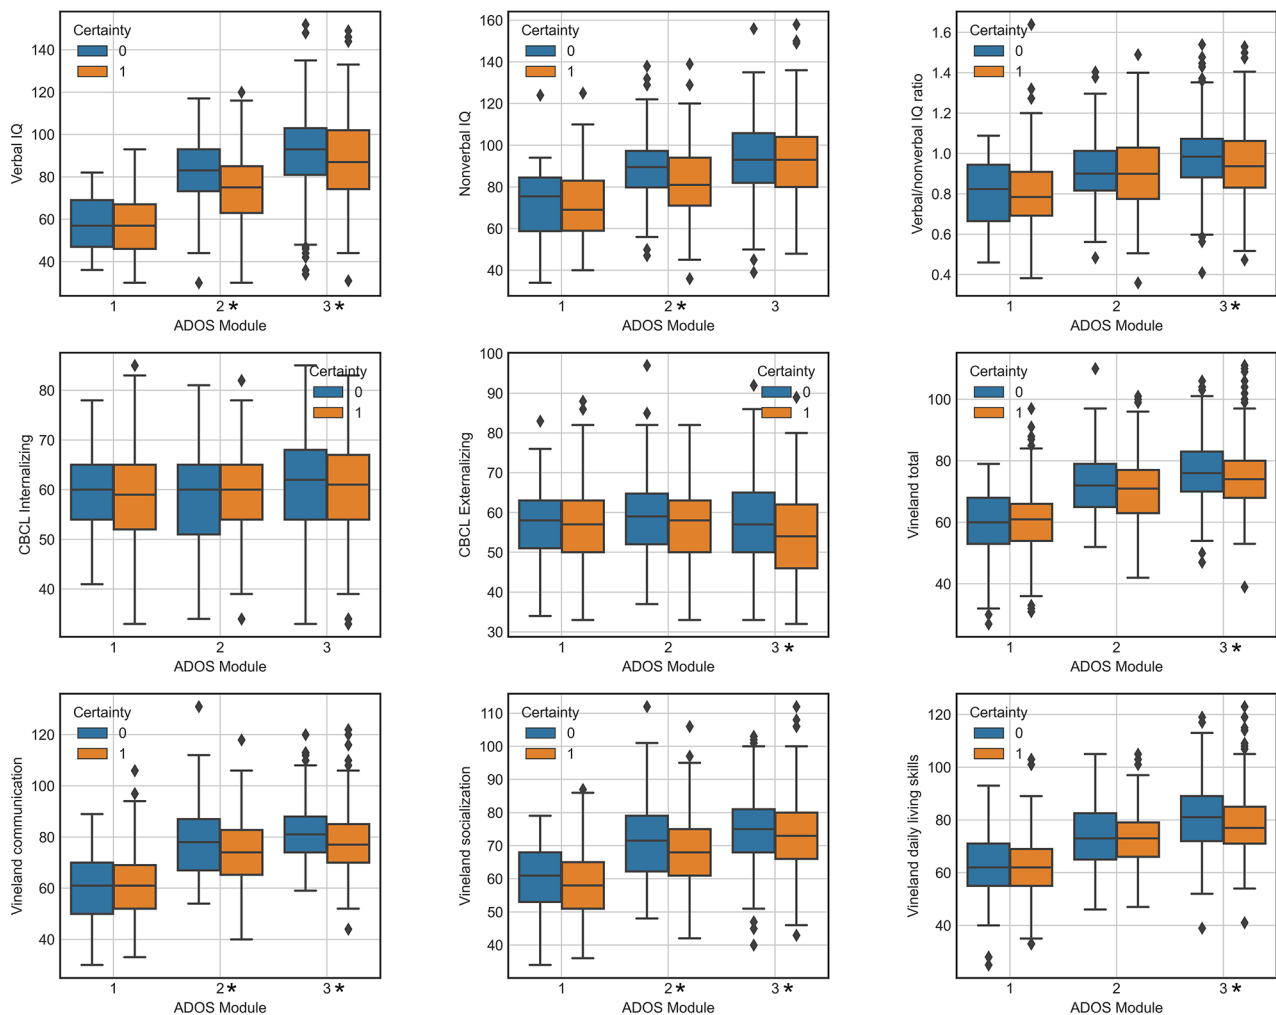 Verbal IQ
140
120
100
80
60
40
Certainty
0
1
1 2 * 3 *
ADOS Module
Nonverbal IQ
160
140
120
100
80
60
40
Certainty
0
1
1 2 * 3
ADOS Module
Verbal/nonverbal IQ ratio
1.6
1.4
1.2
1.0
0.8
0.6
0.4
Certainty
0
1
1 2 3 *
ADOS Module
CBCL Internalizing
80
70
60
50
40
Certainty
0
1
1 2 3
ADOS Module
CBCL Externalizing
100
90
80
70
60
50
40
30
Certainty
0
1
1 2 3 *
ADOS Module
Vineland total
100
80
60
40
Certainty
0
1
1 2 3 *
ADOS Module
Vineland communication
120
100
80
60
40
Certainty
0
1
1 2 * 3 *
ADOS Module
Vineland socialization
110
100
90
80
70
60
50
40
Certainty
0
1
1 2 * 3 *
ADOS Module
Vineland daily living skills
120
100
80
60
40
Certainty
0
1
1 2 3 *
ADOS Module